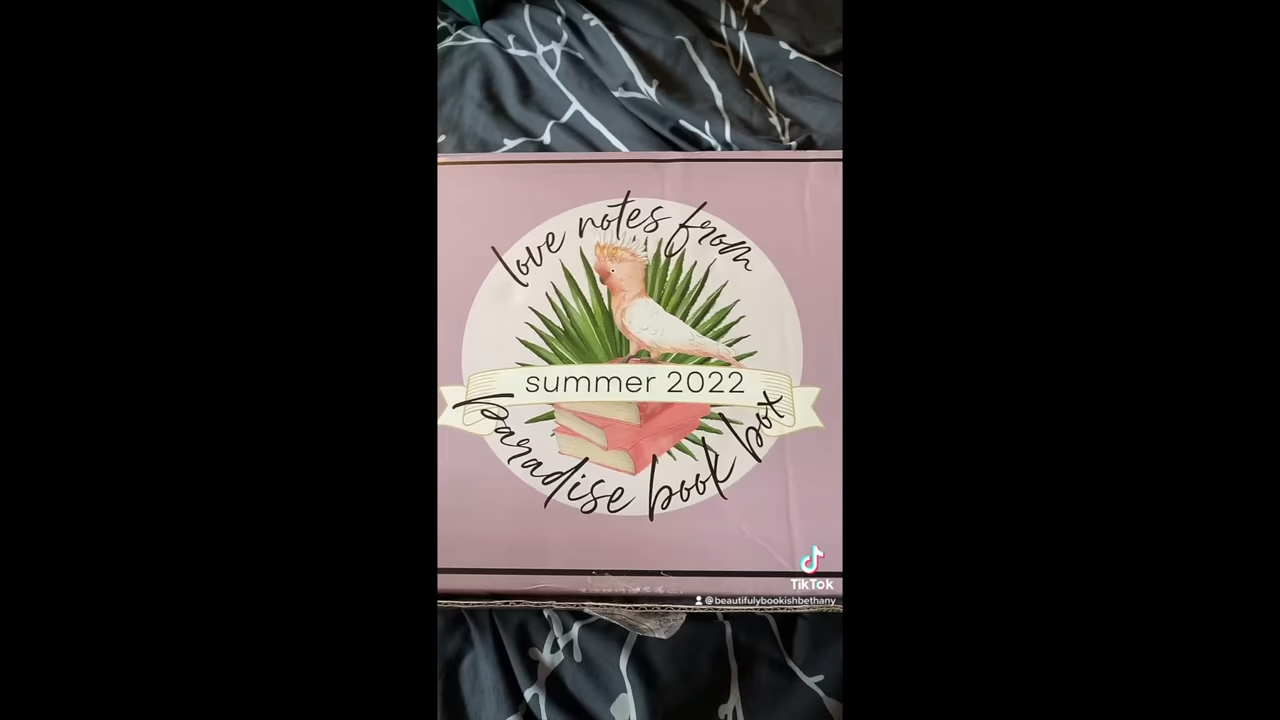 love notes from
summer 2022
paradise book box
TikTok
@beautifulybookishbethany